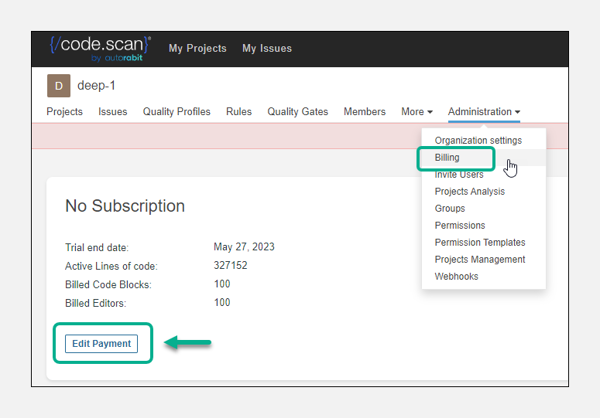 {/code.scan}®
by autorabit
My Projects My Issues
D deep-1
Projects Issues Quality Profiles Rules Quality Gates Members More Administration
Organization settings
Billing
Invite Users
Projects Analysis
Groups
Permissions
Permission Templates
Projects Management
Webhooks
No Subscription
Trial end date: May 27, 2023
Active Lines of code: 327152
Billed Code Blocks: 100
Billed Editors: 100
Edit Payment